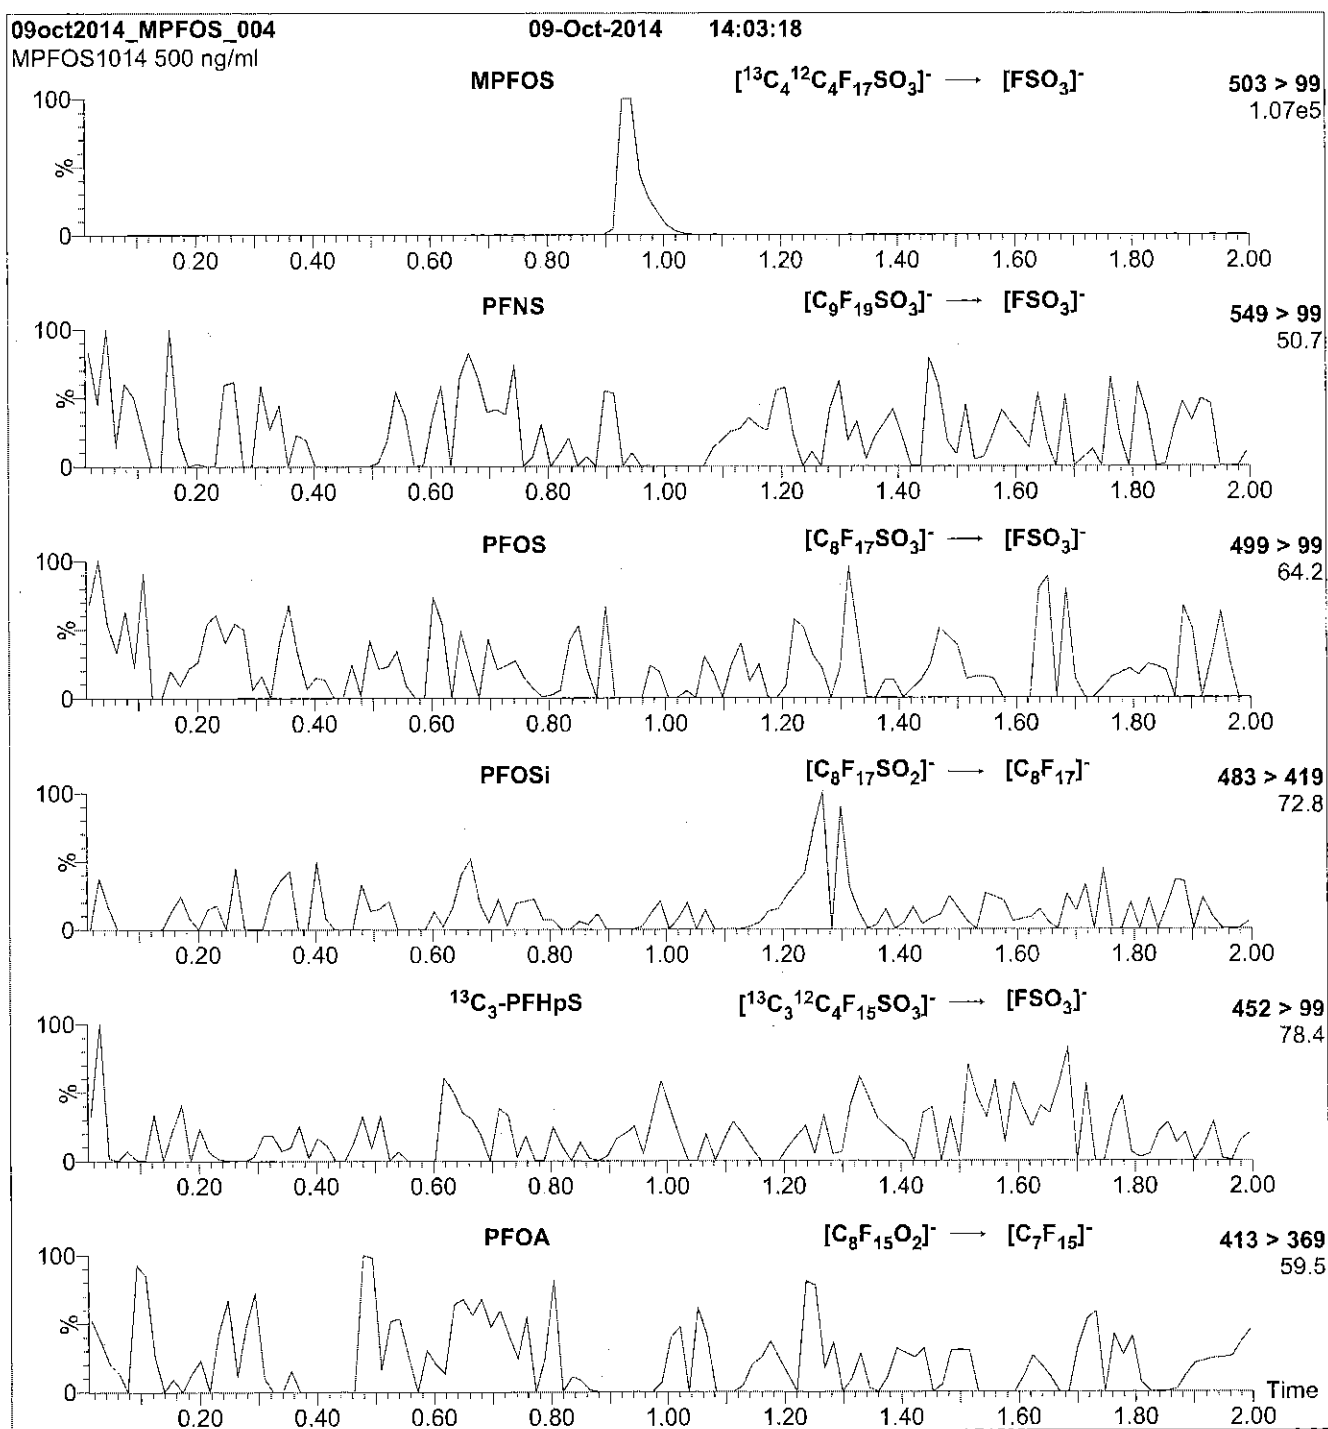 09oct2014_MPFOS_004 09-Oct-2014 14:03:18
MPFOS1014 500 ng/ml
MPFOS [¹³C₄¹²C₄F₁₇SO₃]⁻ → [FSO₃]⁻ 503 > 99
1.07e5
100
%
0
0.20 0.40 0.60 0.80 1.00 1.20 1.40 1.60 1.80 2.00
PFNS [C₉F₁₉SO₃]⁻ → [FSO₃]⁻ 549 > 99
50.7
100
%
0
0.20 0.40 0.60 0.80 1.00 1.20 1.40 1.60 1.80 2.00
PFOS [C₈F₁₇SO₃]⁻ → [FSO₃]⁻ 499 > 99
64.2
100
%
0
0.20 0.40 0.60 0.80 1.00 1.20 1.40 1.60 1.80 2.00
PFOSi [C₈F₁₇SO₂]⁻ → [C₈F₁₇]⁻ 483 > 419
72.8
100
%
0
0.20 0.40 0.60 0.80 1.00 1.20 1.40 1.60 1.80 2.00
¹³C₃-PFHpS [¹³C₃¹²C₄F₁₅SO₃]⁻ → [FSO₃]⁻ 452 > 99
78.4
100
%
0
0.20 0.40 0.60 0.80 1.00 1.20 1.40 1.60 1.80 2.00
PFOA [C₈F₁₅O₂]⁻ → [C₇F₁₅]⁻ 413 > 369
59.5
100
%
0
Time
0.20 0.40 0.60 0.80 1.00 1.20 1.40 1.60 1.80 2.00